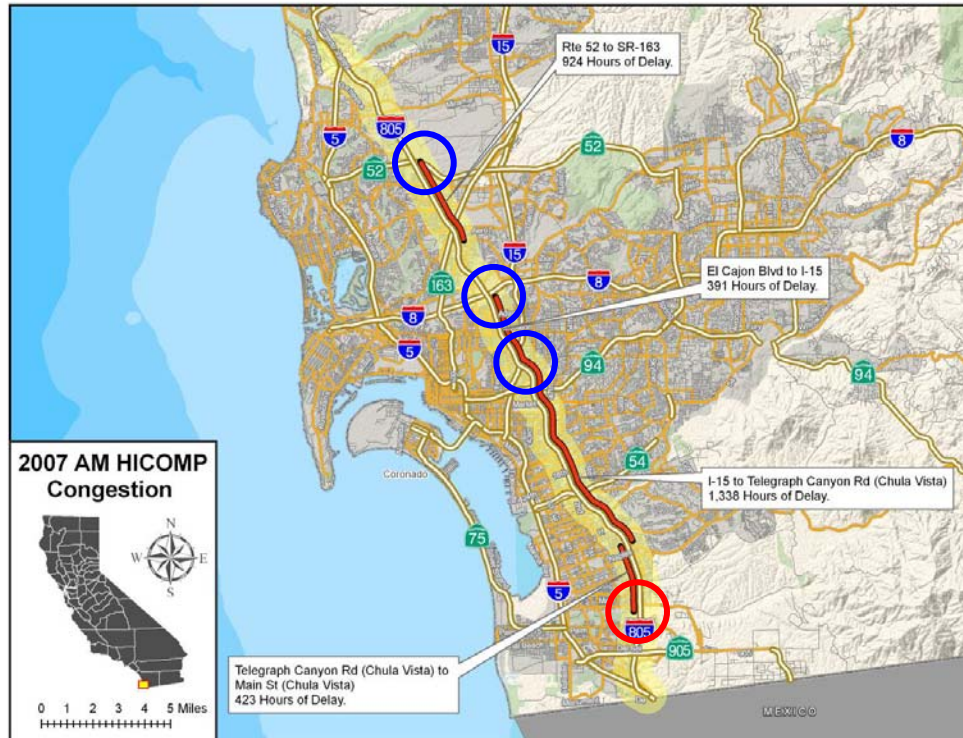 15
Rte 52 to SR-163
924 Hours of Delay.
805
5
52
52
8
15
El Cajon Blvd to I-15
391 Hours of Delay.
163
8
8
5
94
94
2007 AM HICOMP
Congestion
N
W E
S
0 1 2 3 4 5 Miles
Coronado
54
I-15 to Telegraph Canyon Rd (Chula Vista)
1,338 Hours of Delay.
75
5
805
905
Telegraph Canyon Rd (Chula Vista) to
Main St (Chula Vista)
423 Hours of Delay.
MEXICO